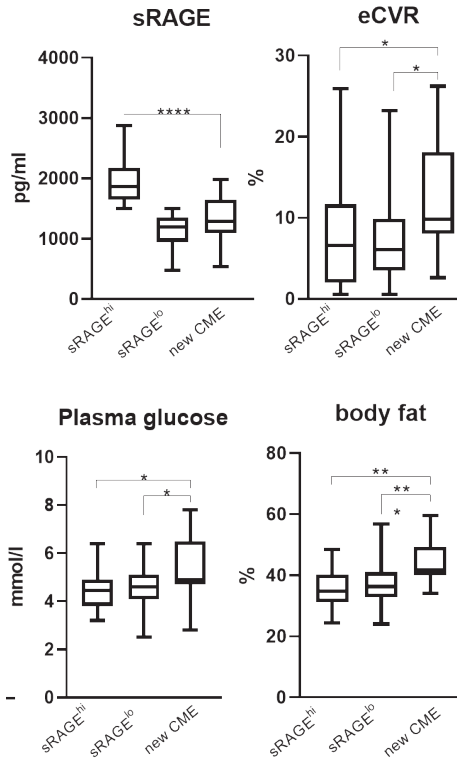 sRAGE
pg/ml
4000
3000
2000
1000
0
****
sRAGEhi
sRAGElo
new CME
eCVR
%
30
20
10
0
*
*
sRAGEhi
sRAGElo
new CME
Plasma glucose
mmol/l
10
8
6
4
2
0
*
*
sRAGEhi
sRAGElo
new CME
body fat
%
80
60
40
20
0
**
**
*
sRAGEhi
sRAGElo
new CME